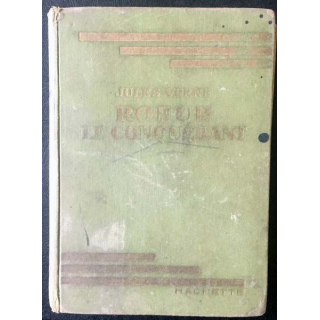 JULES VERNE
ROBUR
LE CONQUÉRANT
HACHETTE